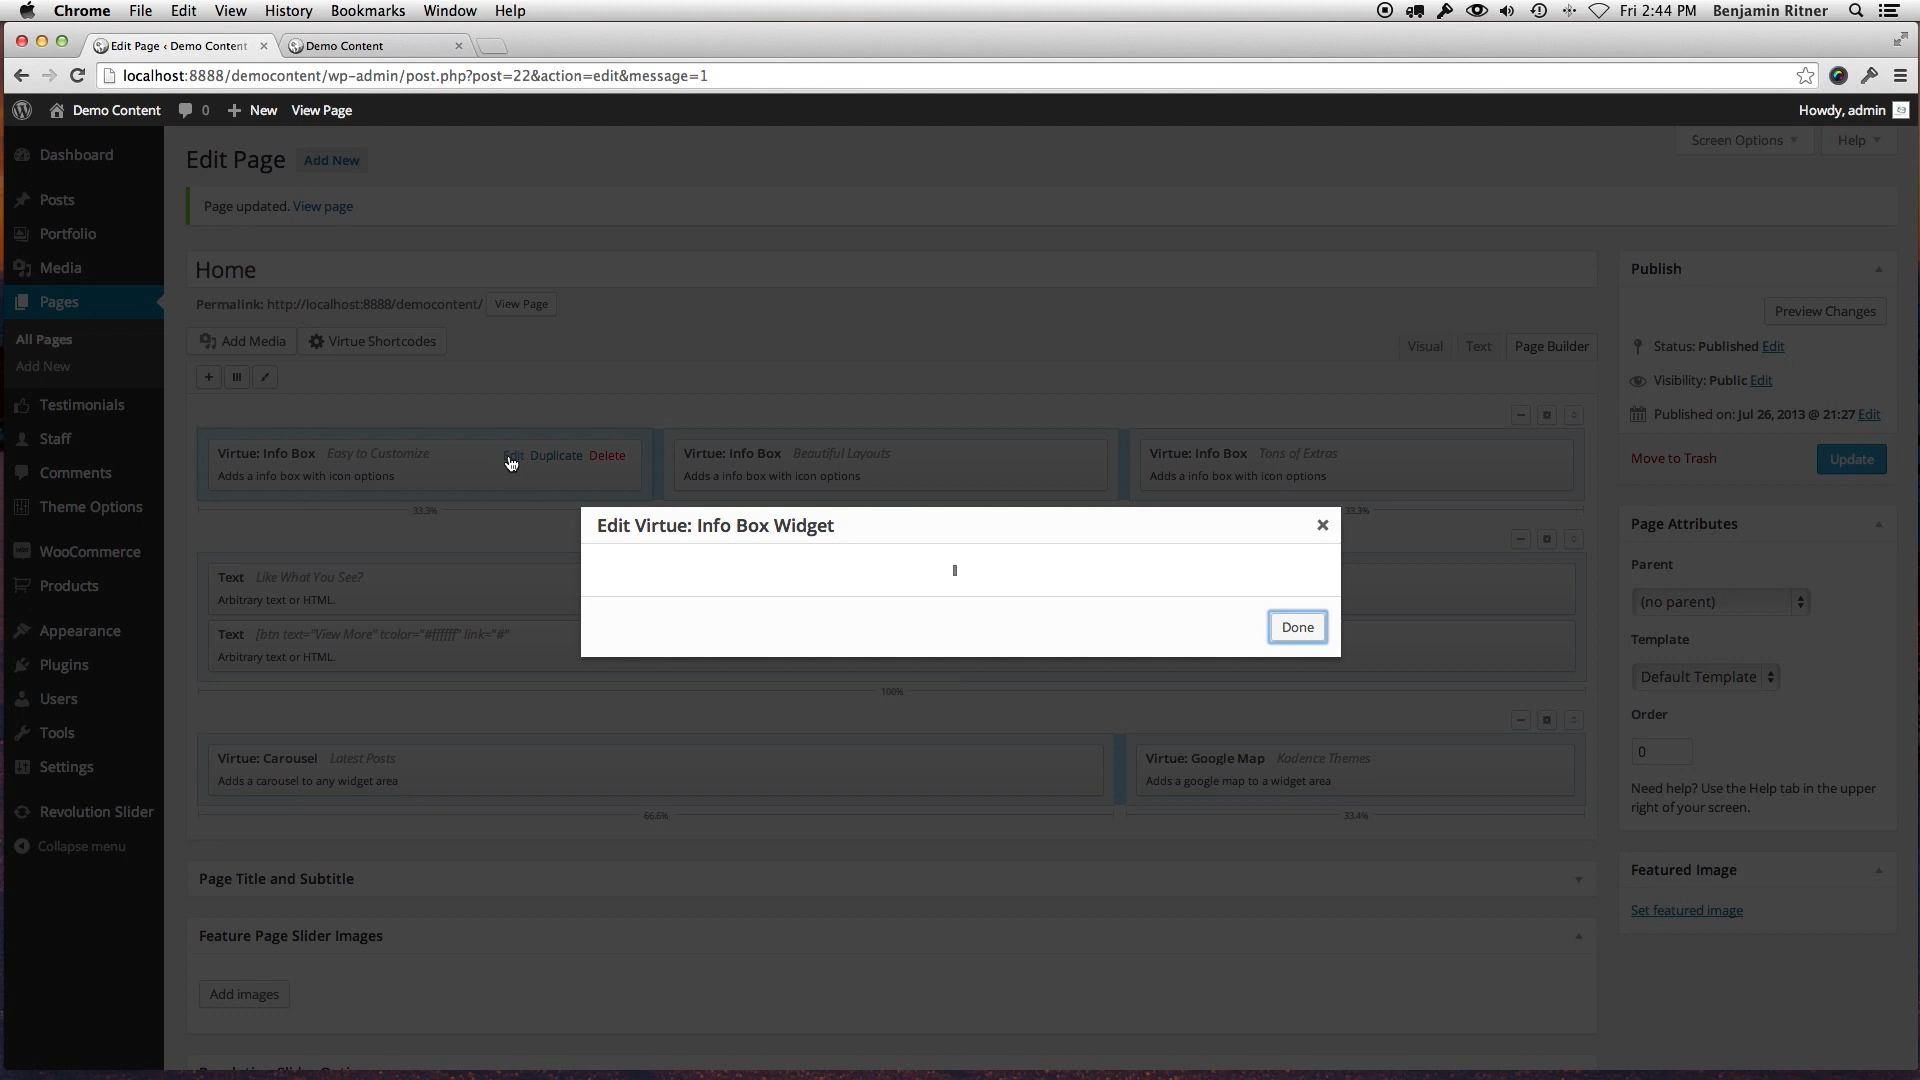 Chrome File Edit View History Bookmarks Window Help Fri 2:44 PM Benjamin Ritner
Edit Page ‹ Demo Content Demo Content
localhost:8888/democontent/wp-admin/post.php?post=22&action=edit&message=1
Demo Content 0 New View Page Howdy, admin
Dashboard
Posts
Portfolio
Media
Pages
All Pages
Add New
Testimonials
Staff
Comments
Theme Options
WooCommerce
Products
Appearance
Plugins
Users
Tools
Settings
Revolution Slider
Collapse menu
Screen Options Help
Edit Page Add New
Page updated. View page
Home
Permalink: http://localhost:8888/democontent/ View Page
Add Media Virtue Shortcodes Visual Text Page Builder
Virtue: Info Box Easy to Customize Edit Duplicate Delete
Adds a info box with icon options
Virtue: Info Box Beautiful Layouts
Adds a info box with icon options
Virtue: Info Box Tons of Extras
Adds a info box with icon options
33.3% 33.3%
Edit Virtue: Info Box Widget
Done
Text Like What You See?
Arbitrary text or HTML.
Text [btn text="View More" tcolor="#ffffff" link="#"
Arbitrary text or HTML.
100%
Virtue: Carousel Latest Posts
Adds a carousel to any widget area
Virtue: Google Map Kadence Themes
Adds a google map to a widget area
66.6% 33.4%
Page Title and Subtitle
Feature Page Slider Images
Add images
Publish
Preview Changes
Status: Published Edit
Visibility: Public Edit
Published on: Jul 26, 2013 @ 21:27 Edit
Move to Trash Update
Page Attributes
Parent
(no parent)
Template
Default Template
Order
0
Need help? Use the Help tab in the upper
right of your screen.
Featured Image
Set featured image